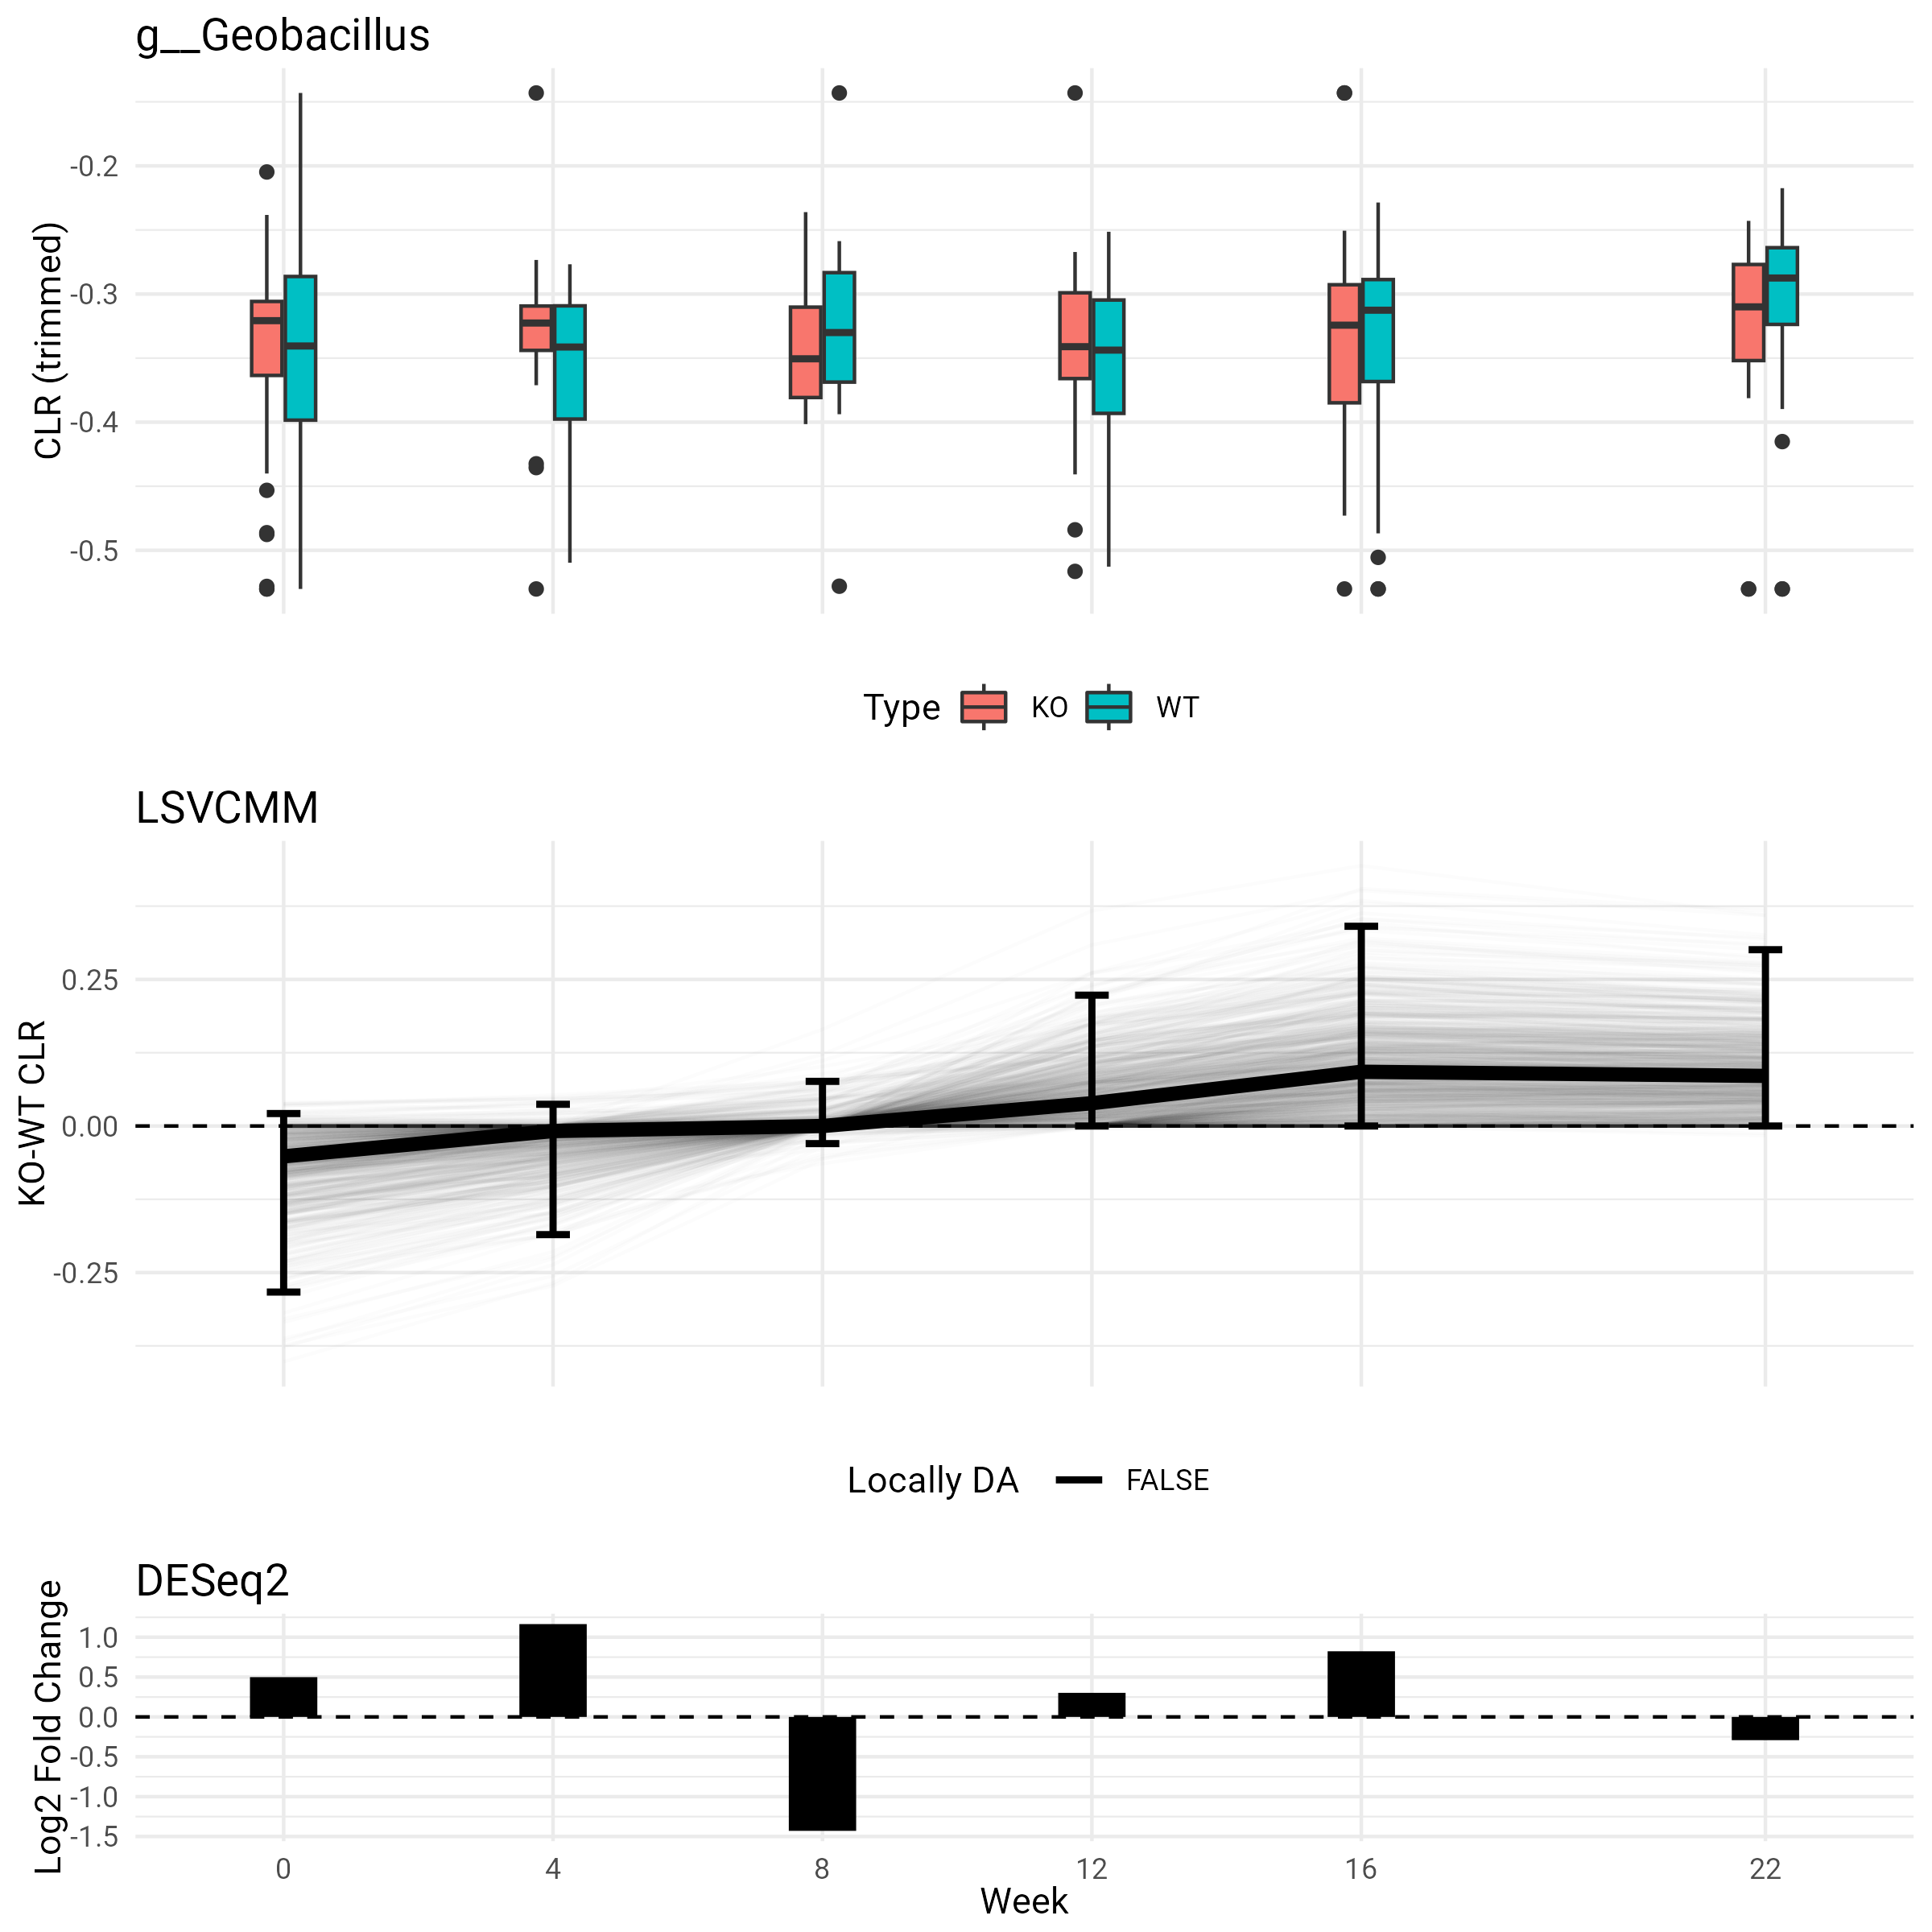 g__Geobacillus
CLR (trimmed)
-0.2
-0.3
-0.4
-0.5
Type KO WT
LSVCMM
KO-WT CLR
0.25
0.00
-0.25
Locally DA FALSE
DESeq2
Log2 Fold Change
1.0
0.5
0.0
-0.5
-1.0
-1.5
0 4 8 12 16 22
Week